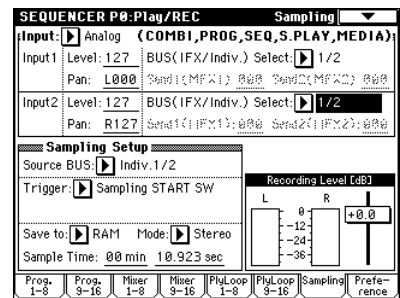 SEQUENCER P0:Play/REC Sampling
Input: Analog (COMBI,PROG,SEQ,S.PLAY,MEDIA)
Input1 Level: 127 BUS(IFX/Indiv.) Select: 1/2
Pan: L000 Send1(MFX1): 000 Send2(MFX2): 000
Input2 Level: 127 BUS(IFX/Indiv.) Select: 1/2
Pan: R127 Send1(MFX1): 000 Send2(MFX2): 000
Sampling Setup
Source BUS: Indiv.1/2
Trigger: Sampling START SW
Recording Level [dB]
L R
0
-12
-24
-36
+0.0
Save to: RAM Mode: Stereo
Sample Time: 00 min 10.923 sec
Prog. 1-8 Prog. 9-16 Mixer 1-8 Mixer 9-16 PlyLoop 1-8 PlyLoop 9-16 Sampling Prefe- rence